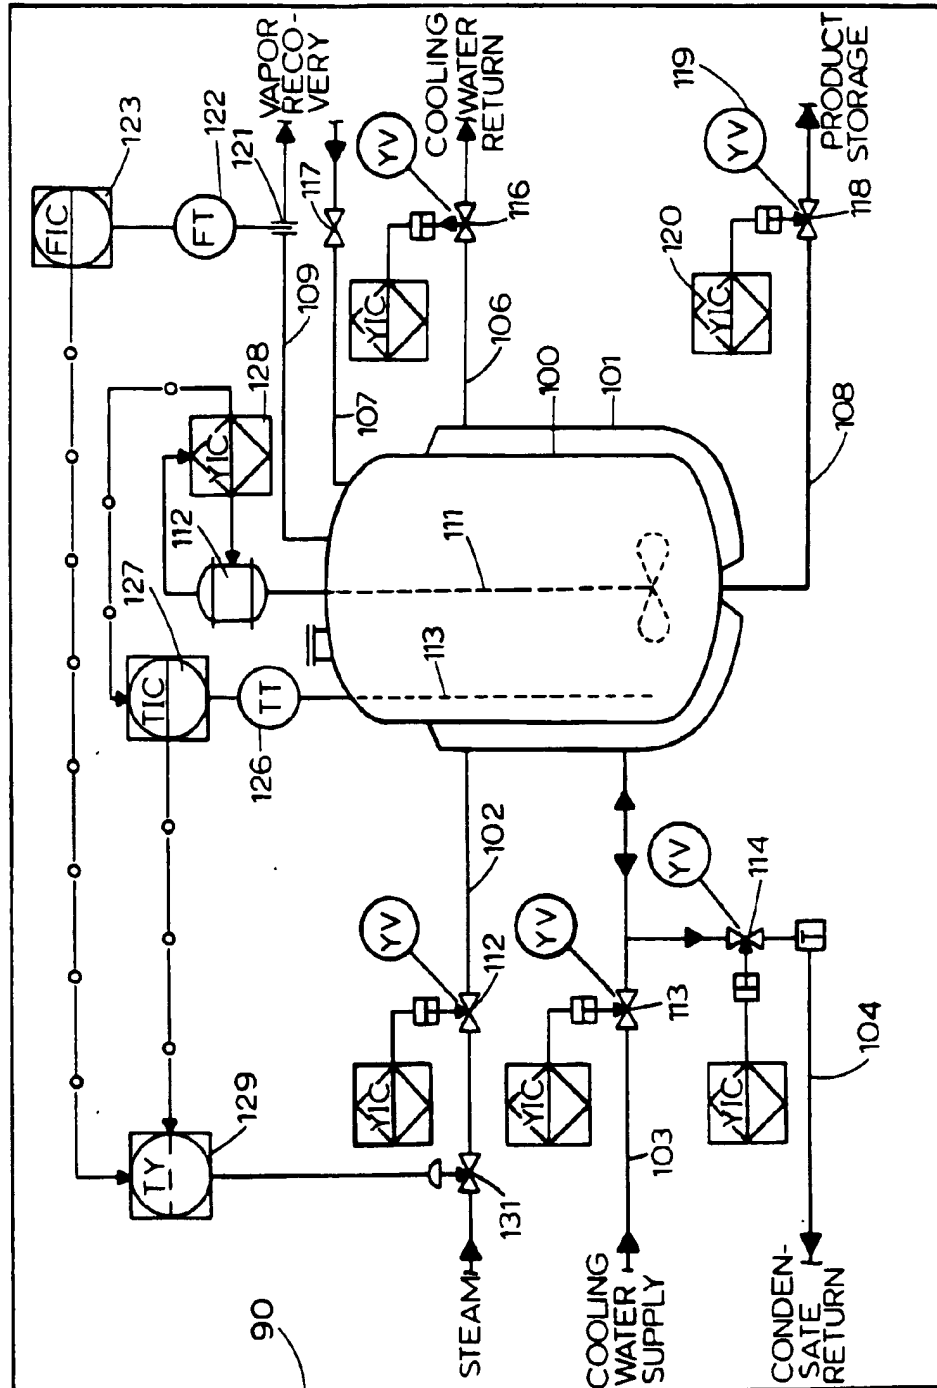 FIC
123
FT
122
121
VAPOR
RECO-
VERY
109
117
107
YIC
128
112
TIC
127
TT
126
TY
129
111
113
100
101
YV
COOLING
WATER
RETURN
YIC
116
106
YV
119
YIC
120
PRODUCT
STORAGE
118
108
YV
YIC
112
102
131
STEAM
YV
YIC
113
103
COOLING
WATER
SUPPLY
YV
114
YIC
T
104
CONDEN-
SATE
RETURN
90